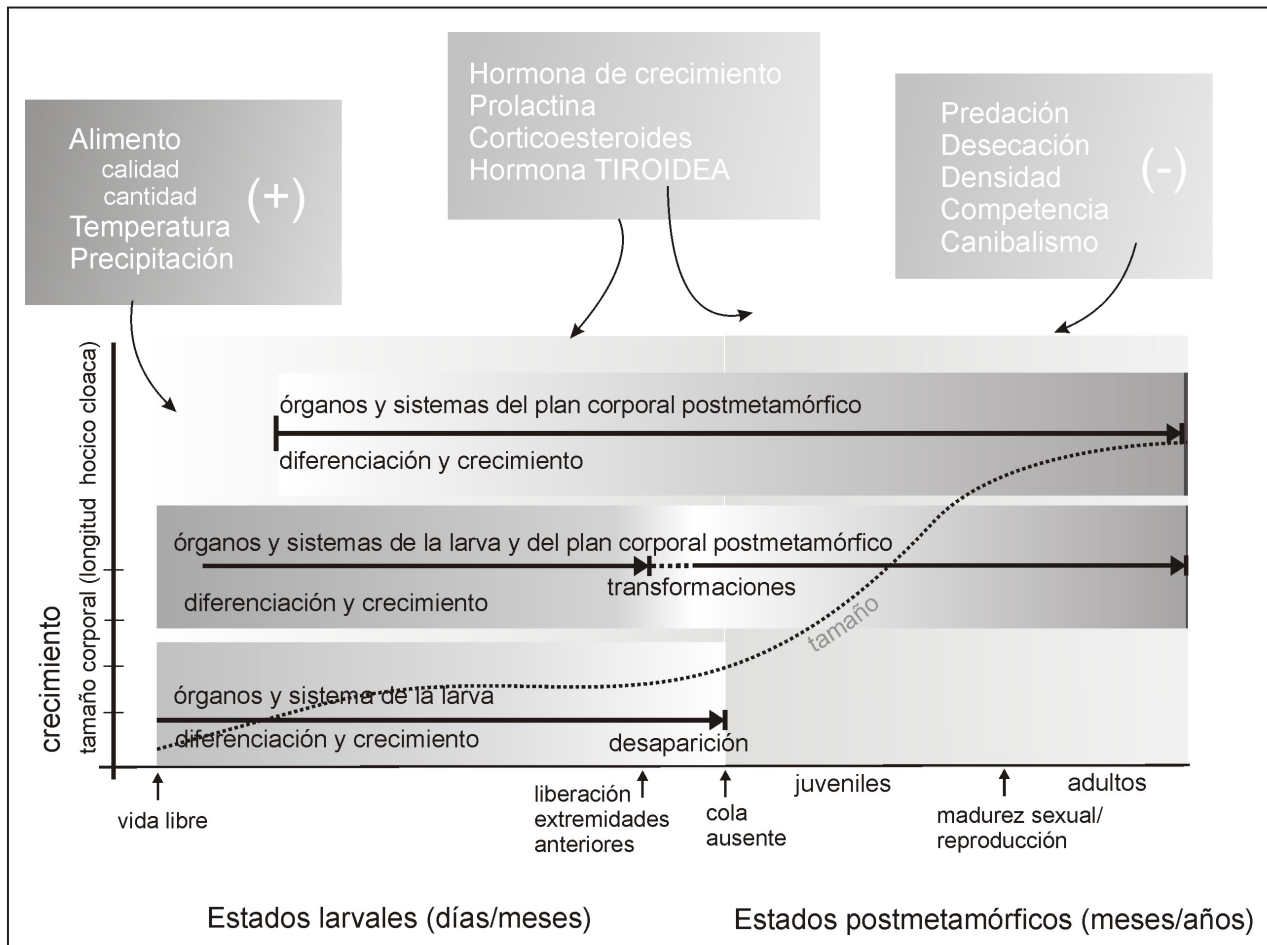 Alimento
calidad
cantidad
(+)
Temperatura
Precipitación
Hormona de crecimiento
Prolactina
Corticoesteroides
Hormona TIROIDEA
Predación
Desecación
Densidad
(-)
Competencia
Canibalismo
crecimiento
tamaño corporal (longitud hocico cloaca)
órganos y sistemas del plan corporal postmetamórfico
diferenciación y crecimiento
órganos y sistemas de la larva y del plan corporal postmetamórfico
transformaciones
diferenciación y crecimiento
tamaño
órganos y sistema de la larva
diferenciación y crecimiento
desaparición
vida libre
liberación
extremidades
anteriores
cola
ausente
juveniles
madurez sexual/
reproducción
adultos
Estados larvales (días/meses)
Estados postmetamórficos (meses/años)